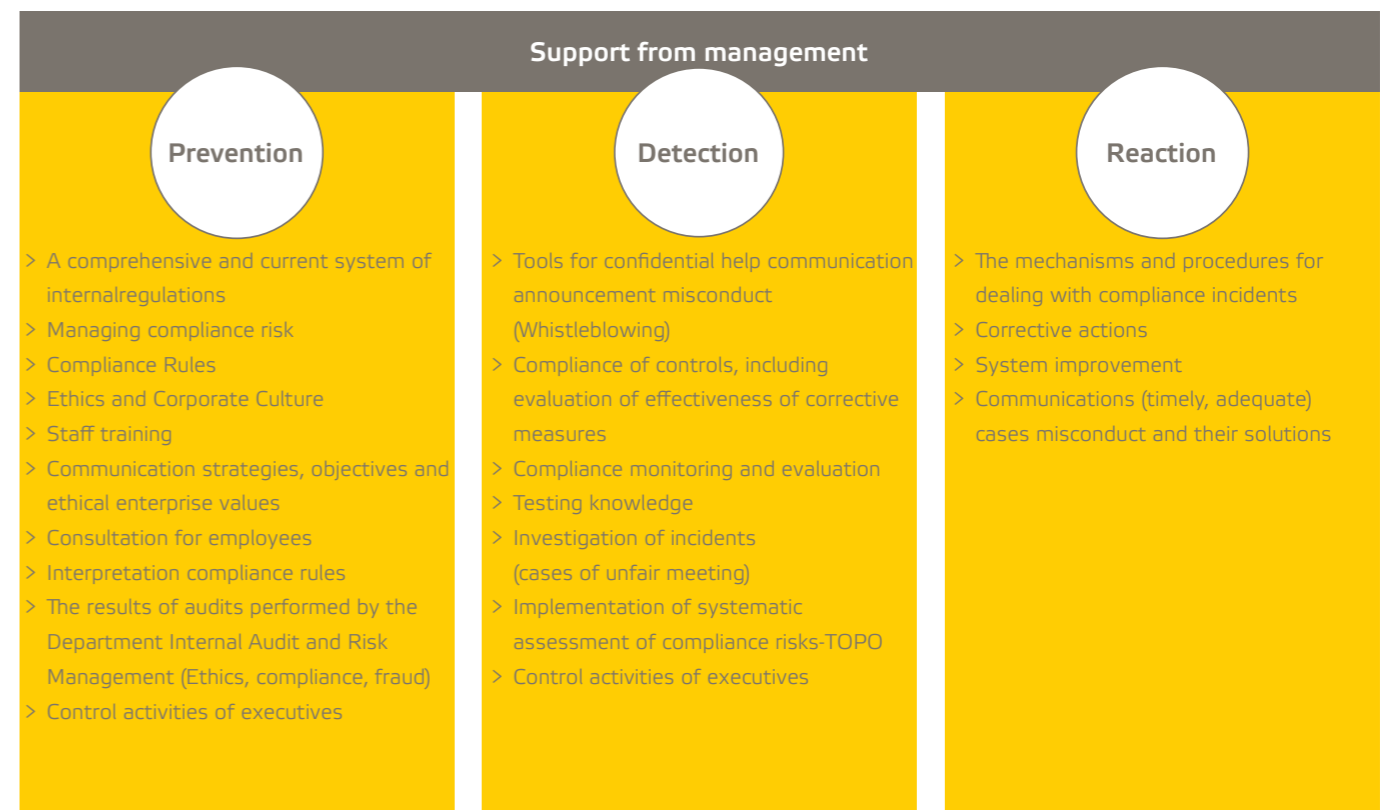 Support from management
Prevention
> A comprehensive and current system of
internalregulations
> Managing compliance risk
> Compliance Rules
> Ethics and Corporate Culture
> Staff training
> Communication strategies, objectives and
ethical enterprise values
> Consultation for employees
> Interpretation compliance rules
> The results of audits performed by the
Department Internal Audit and Risk
Management (Ethics, compliance, fraud)
> Control activities of executives
Detection
> Tools for confidential help communication
announcement misconduct
(Whistleblowing)
> Compliance of controls, including
evaluation of effectiveness of corrective
measures
> Compliance monitoring and evaluation
> Testing knowledge
> Investigation of incidents
(cases of unfair meeting)
> Implementation of systematic
assessment of compliance risks-TOPO
> Control activities of executives
Reaction
> The mechanisms and procedures for
dealing with compliance incidents
> Corrective actions
> System improvement
> Communications (timely, adequate)
cases misconduct and their solutions